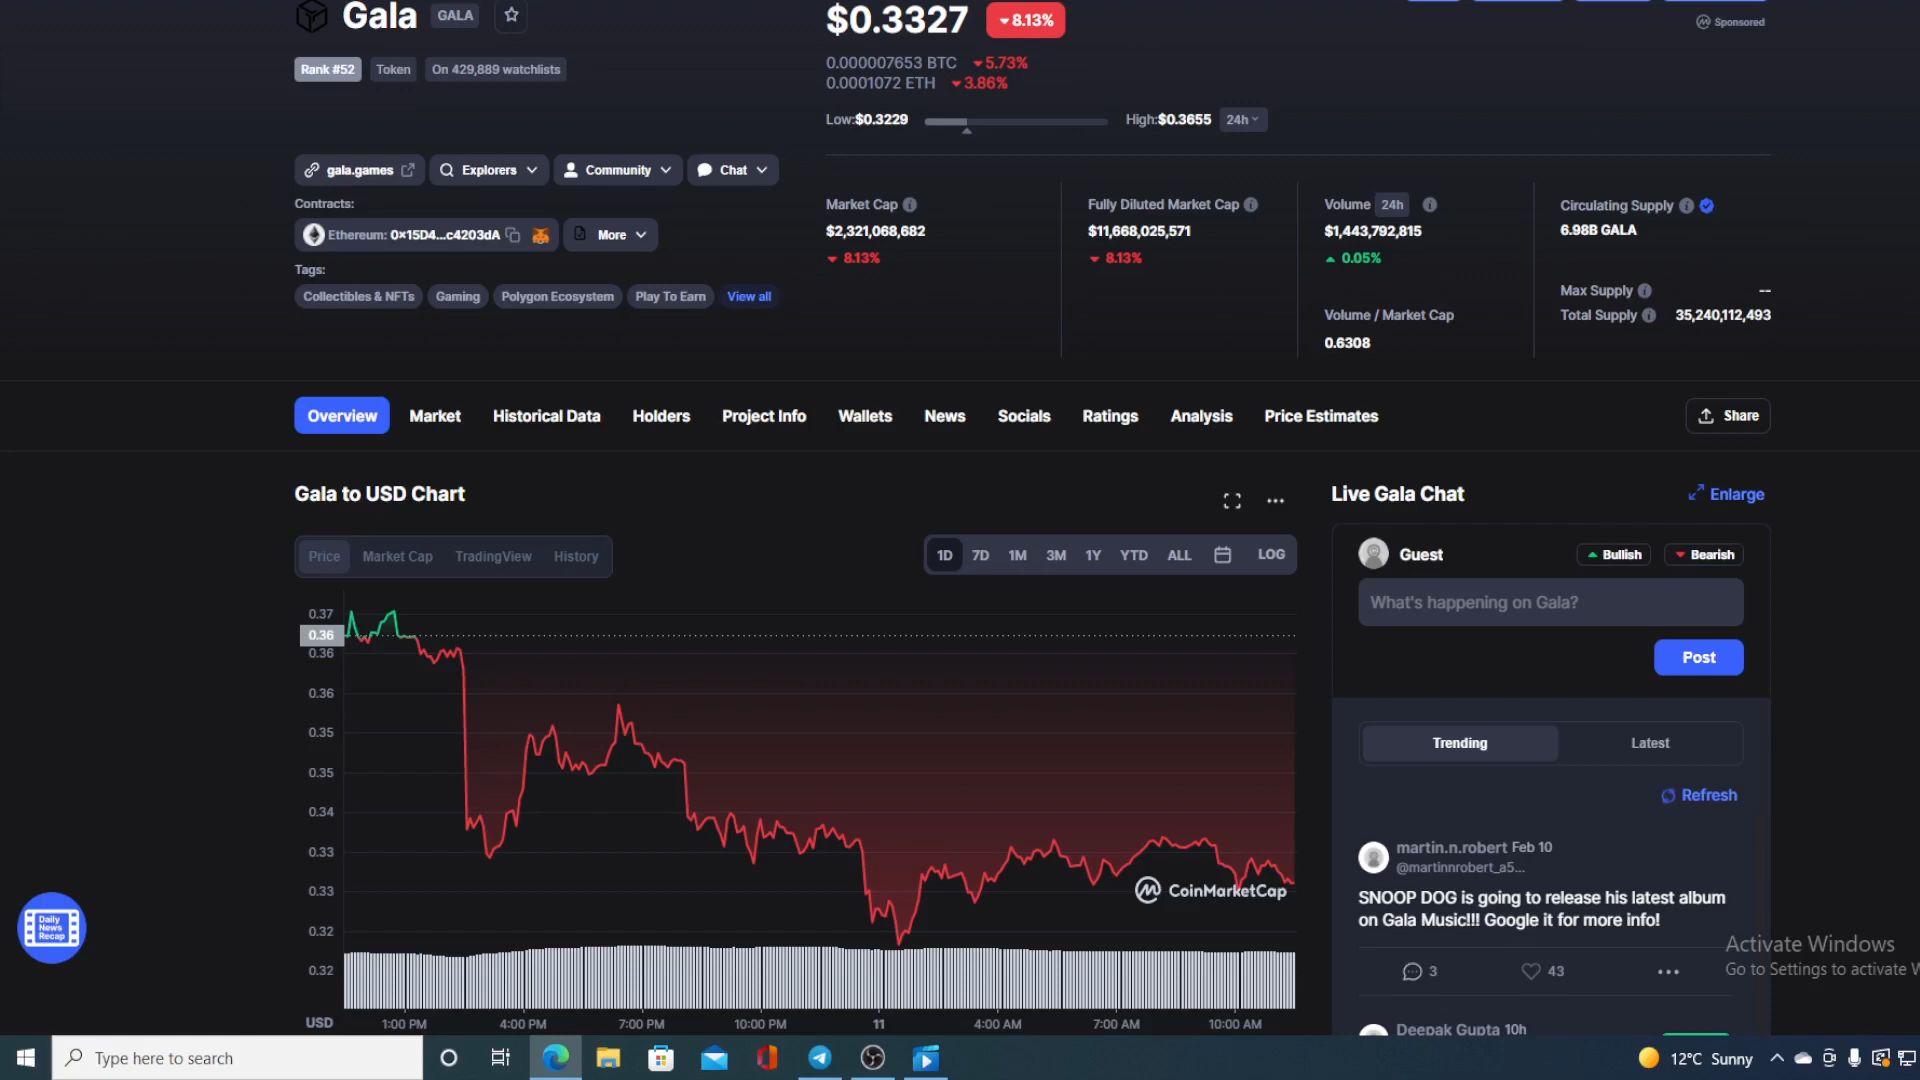 Gala GALA
$0.3327 8.13%
Sponsored
Rank #52 Token On 429,889 watchlists
0.000007653 BTC 5.73%
0.0001072 ETH 3.86%
Low:$0.3229 High:$0.3655 24h
gala.games Explorers Community Chat
Contracts:
Ethereum: 0x15D4...c4203dA More
Tags:
Collectibles & NFTs Gaming Polygon Ecosystem Play To Earn View all
Market Cap
$2,321,068,682
8.13%
Fully Diluted Market Cap
$11,668,025,571
8.13%
Volume 24h
$1,443,792,815
0.05%
Volume / Market Cap
0.6308
Circulating Supply
6.98B GALA
Max Supply --
Total Supply 35,240,112,493
Overview Market Historical Data Holders Project Info Wallets News Socials Ratings Analysis Price Estimates Share
Gala to USD Chart
Price Market Cap TradingView History
1D 7D 1M 3M 1Y YTD ALL LOG
0.37
0.36
0.36
0.36
0.35
0.35
0.34
0.33
0.33
0.32
0.32
CoinMarketCap
USD 1:00 PM 4:00 PM 7:00 PM 10:00 PM 11 4:00 AM 7:00 AM 10:00 AM
Live Gala Chat Enlarge
Guest Bullish Bearish
What's happening on Gala?
Post
Trending Latest
Refresh
martin.n.robert Feb 10
@martinnrobert_a5...
SNOOP DOG is going to release his latest album
on Gala Music!!! Google it for more info!
3 43
Deepak Gupta 10h
Activate Windows
Go to Settings to activate W
Daily
News
Recap
Type here to search
12°C Sunny